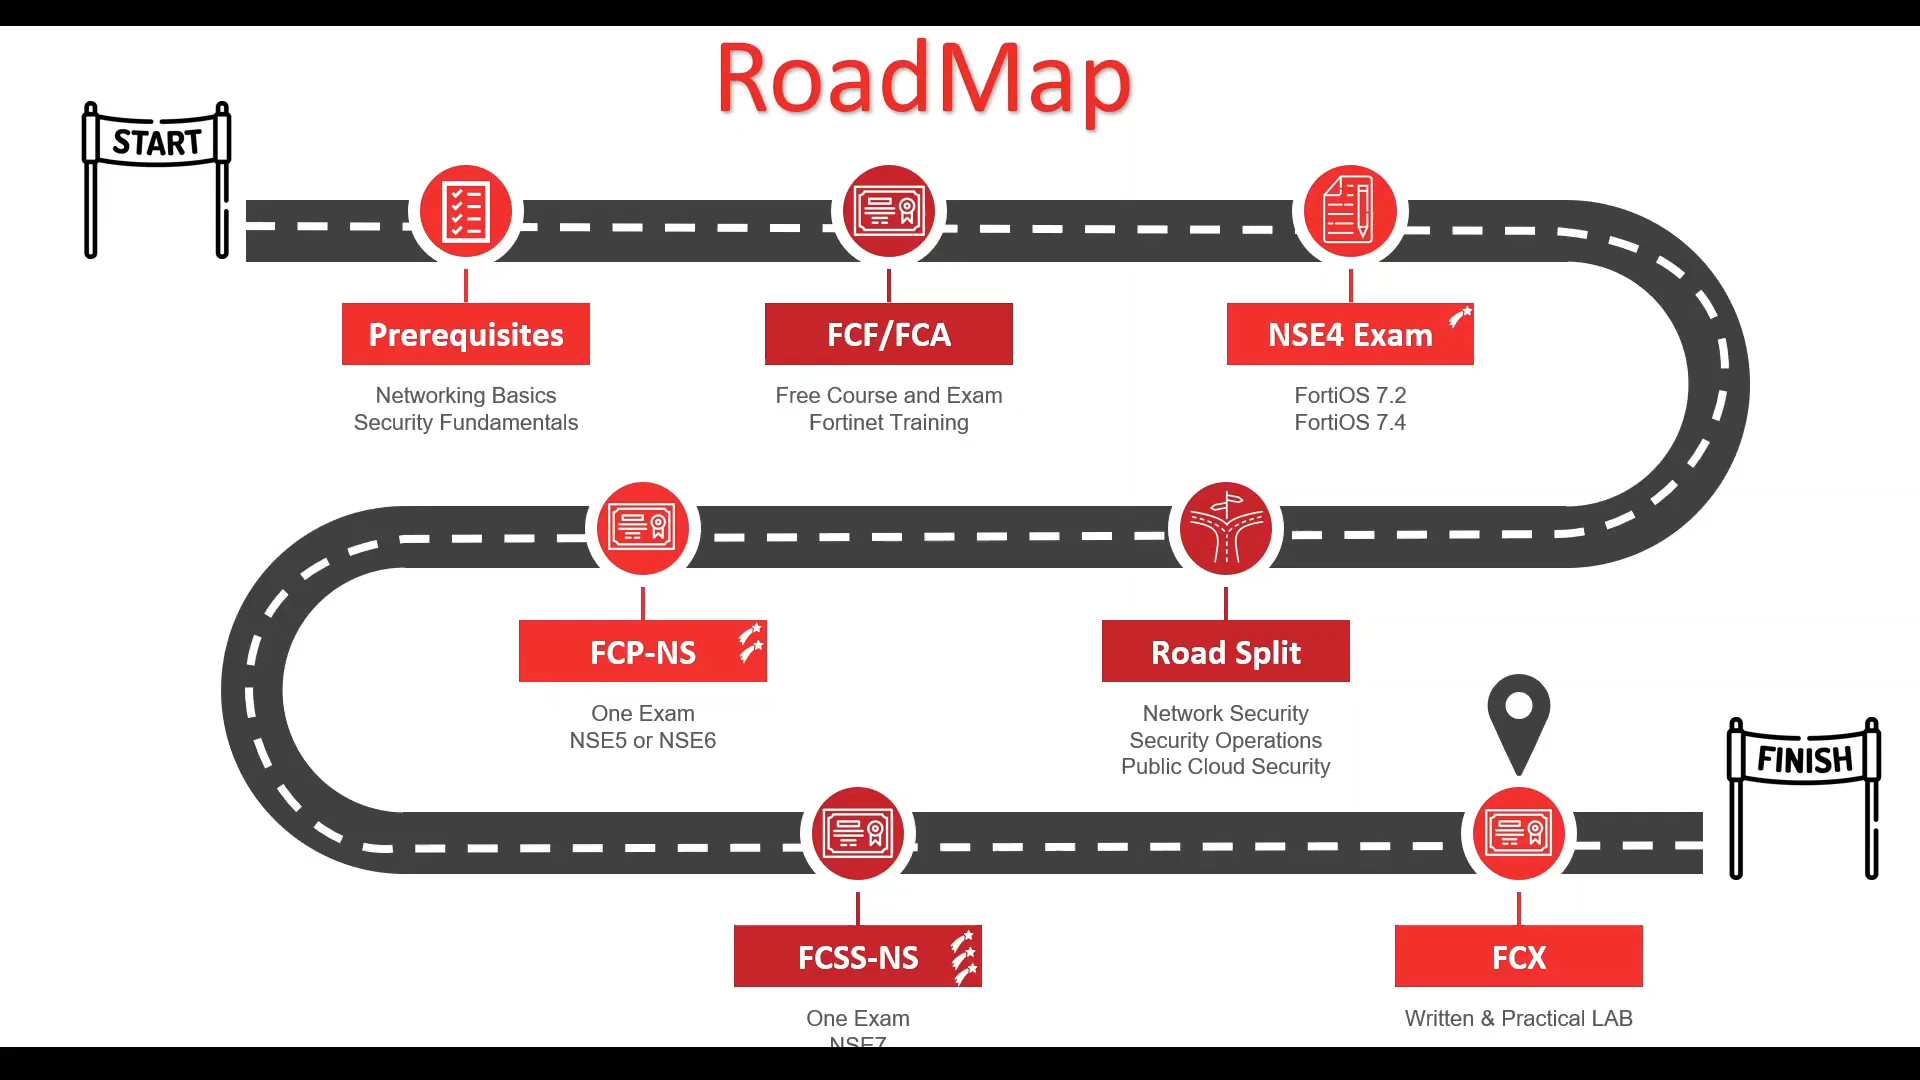 RoadMap
START
Prerequisites
Networking Basics
Security Fundamentals
FCF/FCA
Free Course and Exam
Fortinet Training
NSE4 Exam
FortiOS 7.2
FortiOS 7.4
Road Split
Network Security
Security Operations
Public Cloud Security
FCP-NS
One Exam
NSE5 or NSE6
FCSS-NS
One Exam
NSE7
FCX
Written & Practical LAB
FINISH